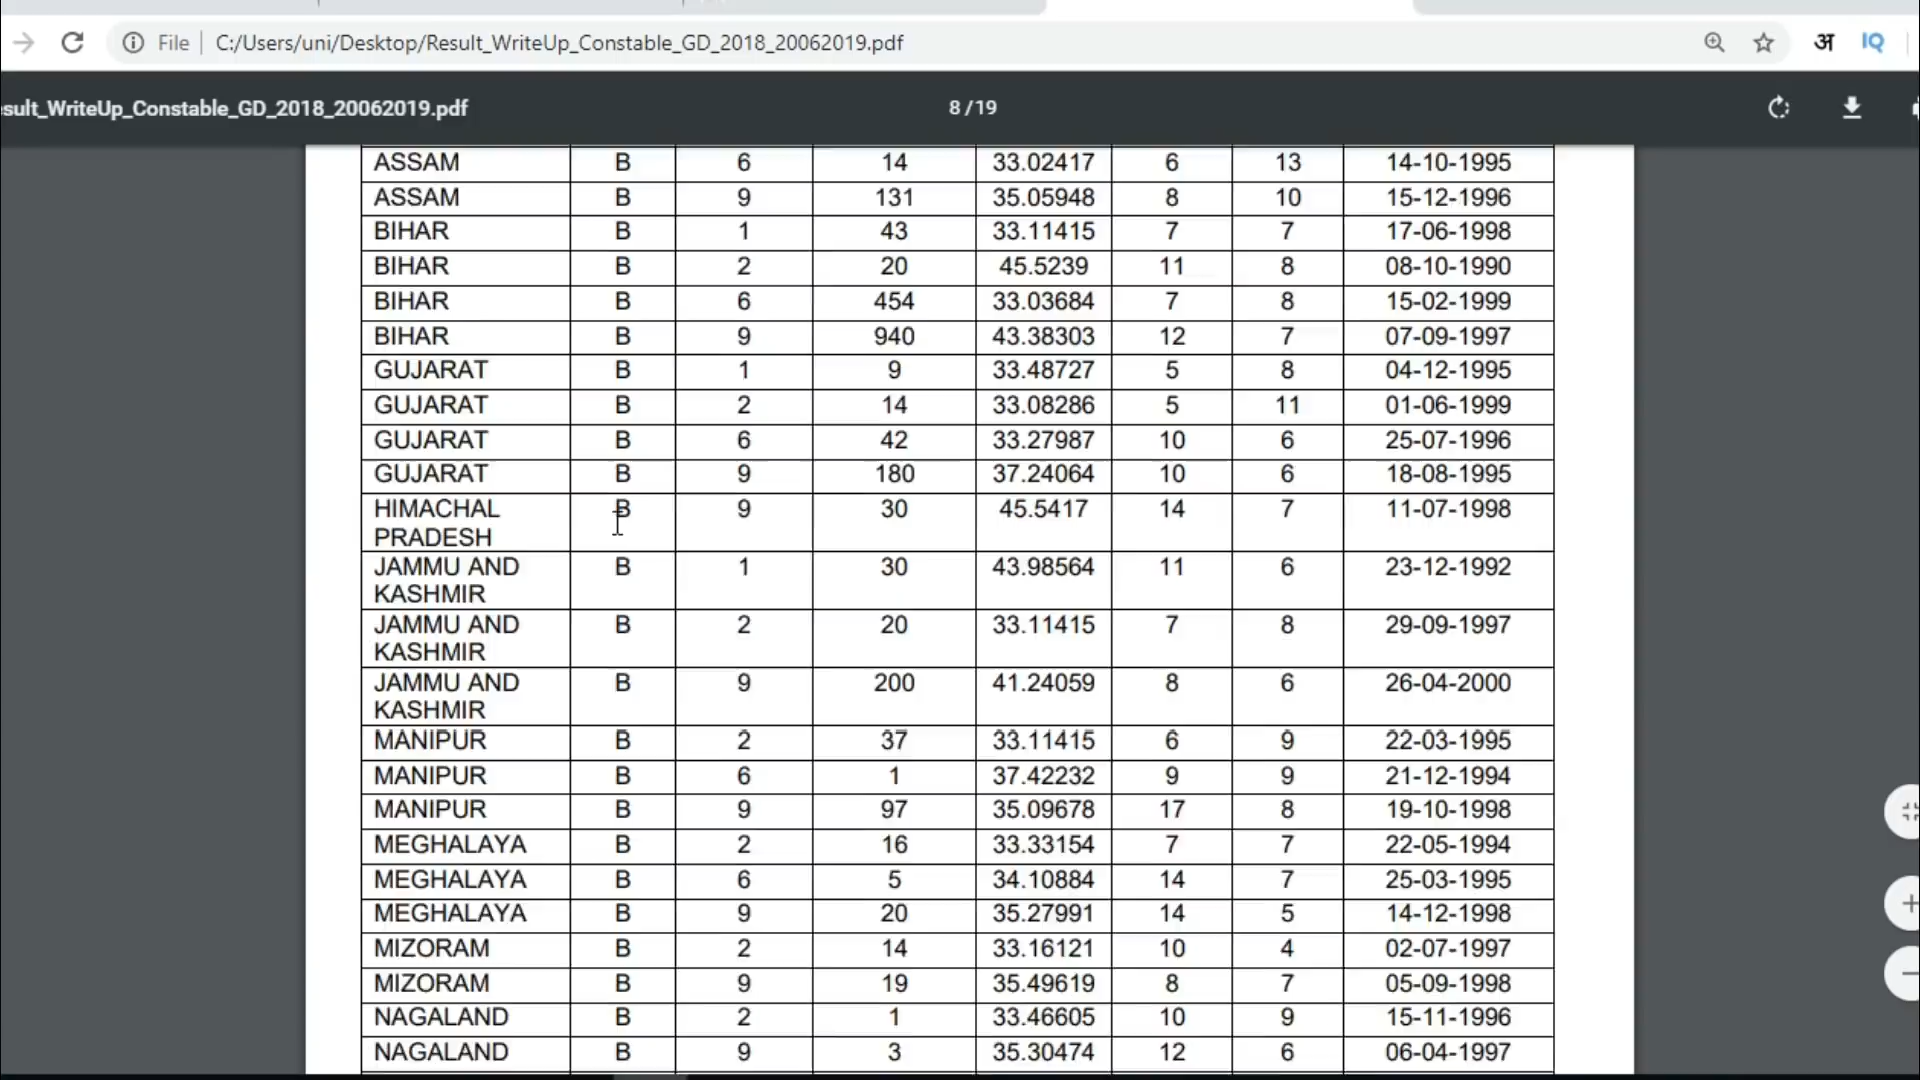 File C:/Users/uni/Desktop/Result_WriteUp_Constable_GD_2018_20062019.pdf अ IQ
esult_WriteUp_Constable_GD_2018_20062019.pdf 8 / 19
ASSAM B 6 14 33.02417 6 13 14-10-1995
ASSAM B 9 131 35.05948 8 10 15-12-1996
BIHAR B 1 43 33.11415 7 7 17-06-1998
BIHAR B 2 20 45.5239 11 8 08-10-1990
BIHAR B 6 454 33.03684 7 8 15-02-1999
BIHAR B 9 940 43.38303 12 7 07-09-1997
GUJARAT B 1 9 33.48727 5 8 04-12-1995
GUJARAT B 2 14 33.08286 5 11 01-06-1999
GUJARAT B 6 42 33.27987 10 6 25-07-1996
GUJARAT B 9 180 37.24064 10 6 18-08-1995
HIMACHAL B 9 30 45.5417 14 7 11-07-1998
PRADESH
JAMMU AND B 1 30 43.98564 11 6 23-12-1992
KASHMIR
JAMMU AND B 2 20 33.11415 7 8 29-09-1997
KASHMIR
JAMMU AND B 9 200 41.24059 8 6 26-04-2000
KASHMIR
MANIPUR B 2 37 33.11415 6 9 22-03-1995
MANIPUR B 6 1 37.42232 9 9 21-12-1994
MANIPUR B 9 97 35.09678 17 8 19-10-1998
MEGHALAYA B 2 16 33.33154 7 7 22-05-1994
MEGHALAYA B 6 5 34.10884 14 7 25-03-1995
MEGHALAYA B 9 20 35.27991 14 5 14-12-1998
MIZORAM B 2 14 33.16121 10 4 02-07-1997
MIZORAM B 9 19 35.49619 8 7 05-09-1998
NAGALAND B 2 1 33.46605 10 9 15-11-1996
NAGALAND B 9 3 35.30474 12 6 06-04-1997